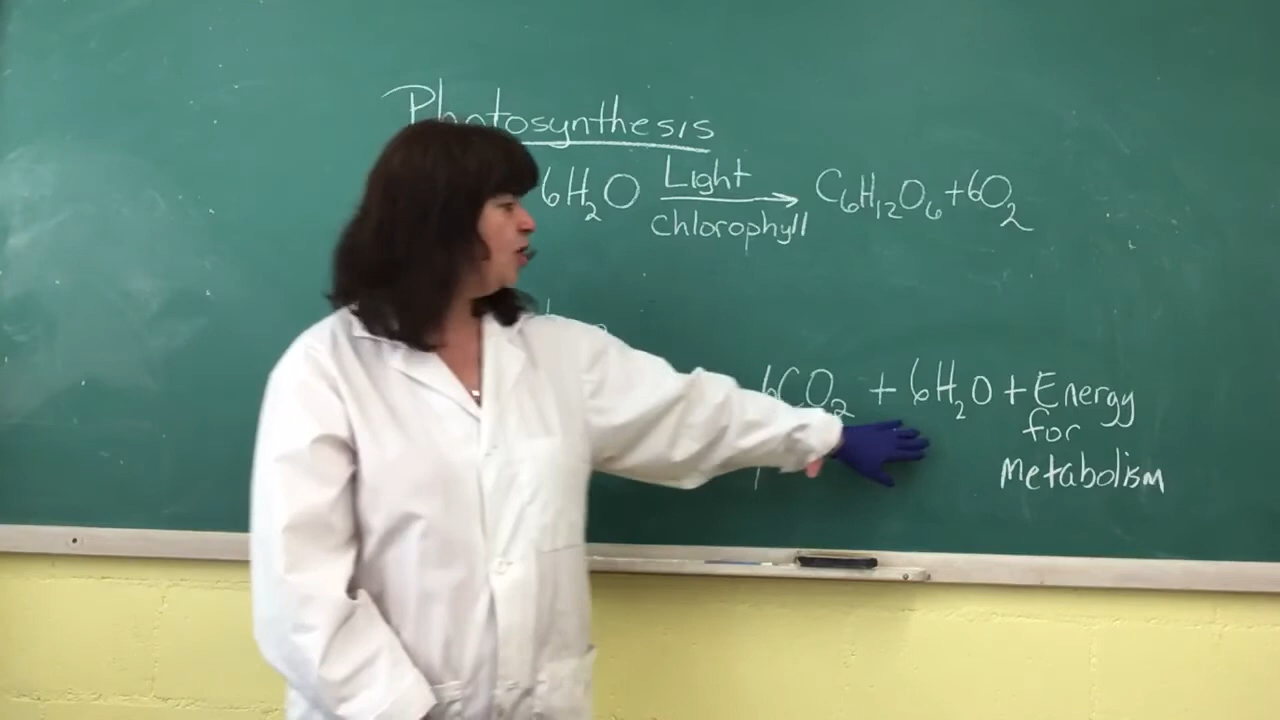 Photosynthesis
6H2O Light C6H12O6 + 6O2
chlorophyll
6CO2 + 6H2O + Energy
for
Metabolism